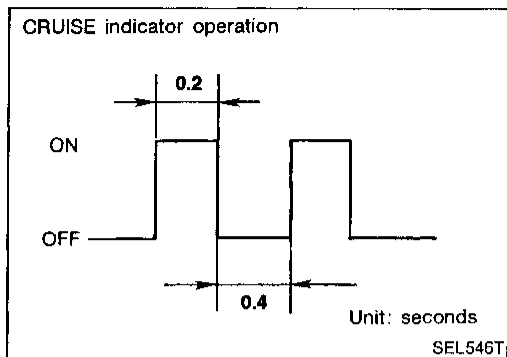 CRUISE indicator operation
0.2
ON
OFF
0.4
Unit: seconds
SEL546T